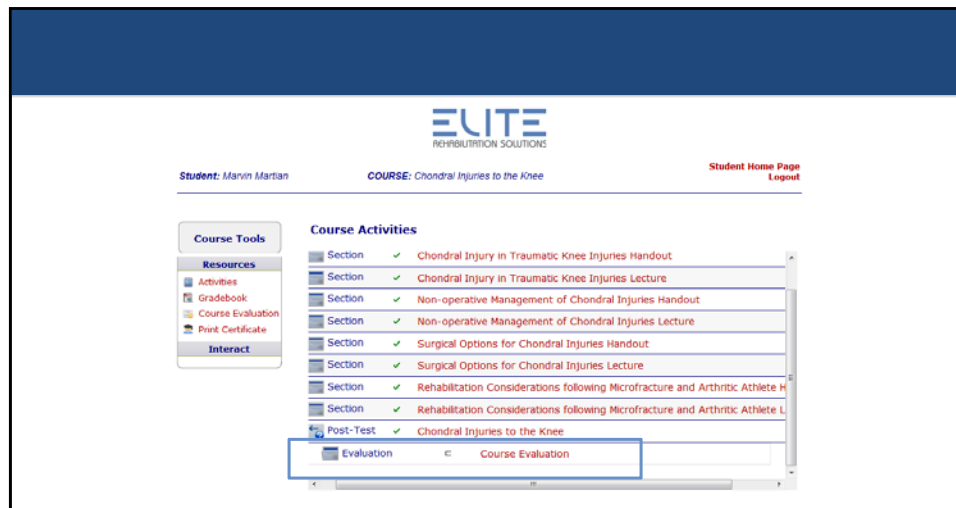 ELITE
REHABILITATION SOLUTIONS
Student: Marvin Martian
COURSE: Chondral Injuries to the Knee
Student Home Page
Logout
Course Tools
Resources
Activities
Gradebook
Course Evaluation
Print Certificate
Interact
Course Activities
Section ✓ Chondral Injury in Traumatic Knee Injuries Handout
Section ✓ Chondral Injury in Traumatic Knee Injuries Lecture
Section ✓ Non-operative Management of Chondral Injuries Handout
Section ✓ Non-operative Management of Chondral Injuries Lecture
Section ✓ Surgical Options for Chondral Injuries Handout
Section ✓ Surgical Options for Chondral Injuries Lecture
Section ✓ Rehabilitation Considerations following Microfracture and Arthritic Athlete H
Section ✓ Rehabilitation Considerations following Microfracture and Arthritic Athlete L
Post-Test ✓ Chondral Injuries to the Knee
Evaluation Course Evaluation